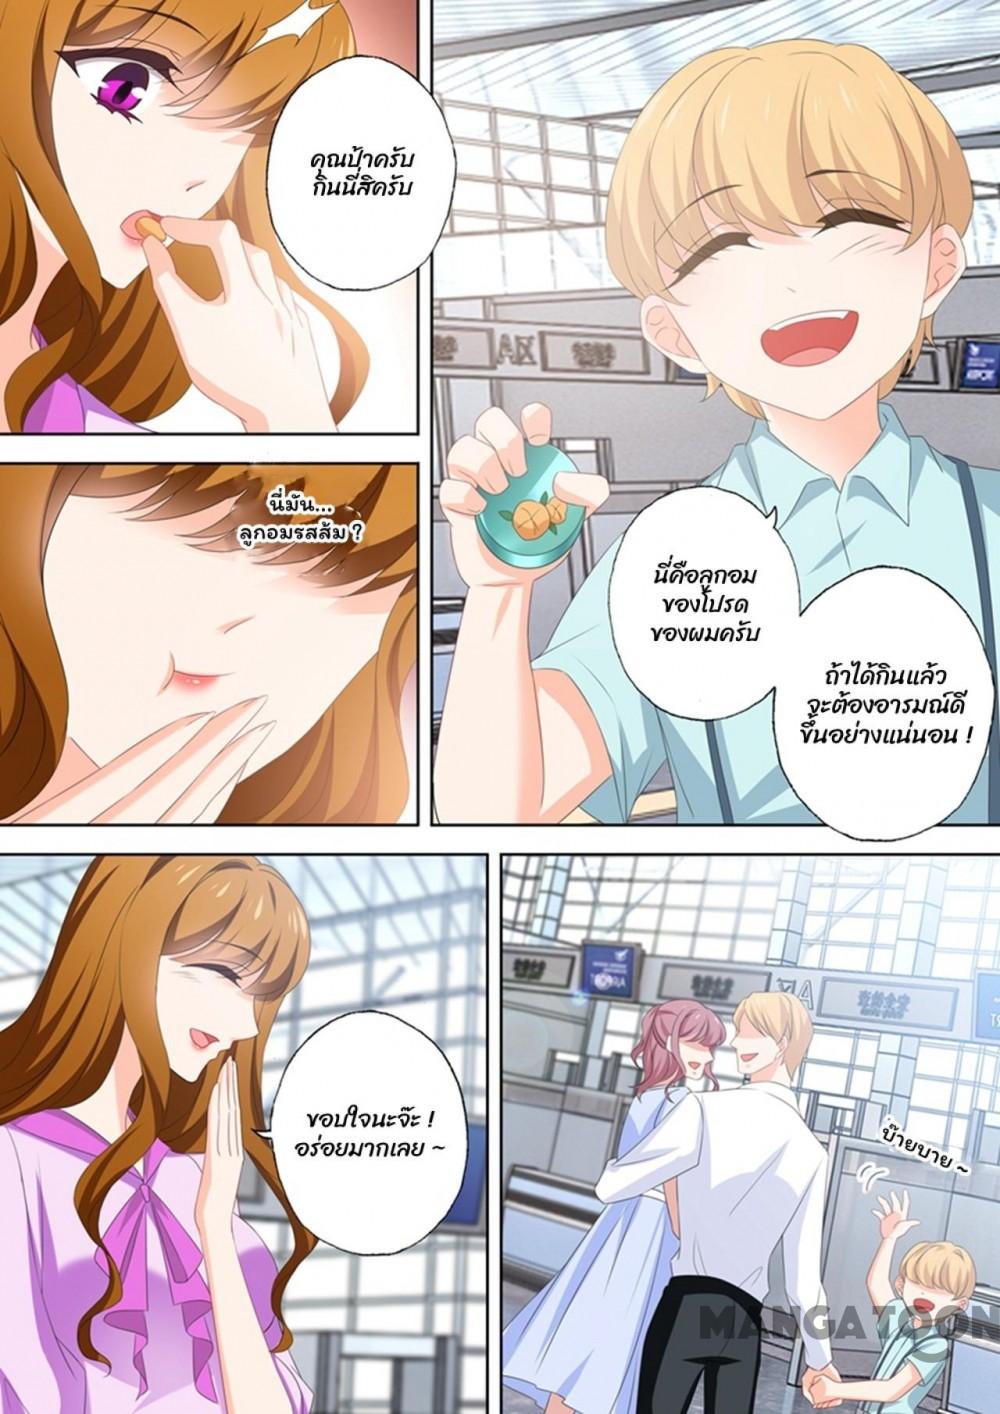 คุณป้าครับ
กินนี่สิครับ
นี่มัน...
ลูกอมรสส้ม ?
นี่คือลูกอม
ของโปรด
ของผมครับ
ถ้าได้กินแล้ว
จะต้องอารมณ์ดี
ขึ้นอย่างแน่นอน !
ขอบใจนะจ๊ะ !
อร่อยมากเลย ~
บ๊ายบาย ~
MANGATOON